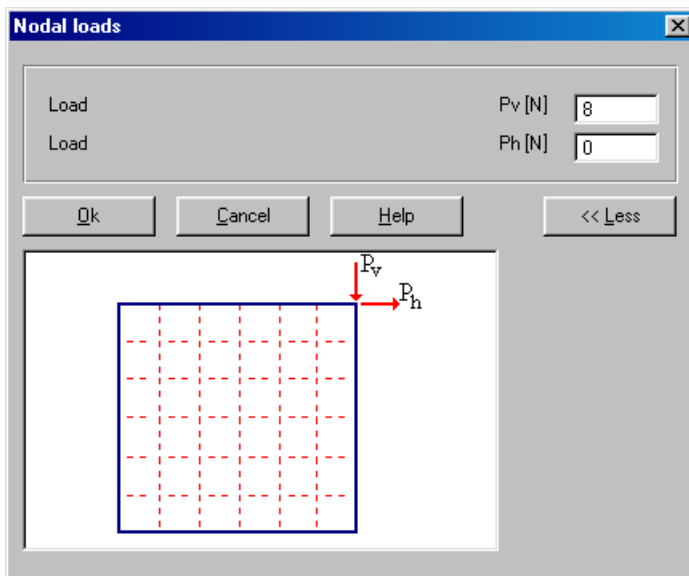 Nodal loads
Load Pv [N] 8
Load Ph [N] 0
Ok Cancel Help << Less
Pv
Ph